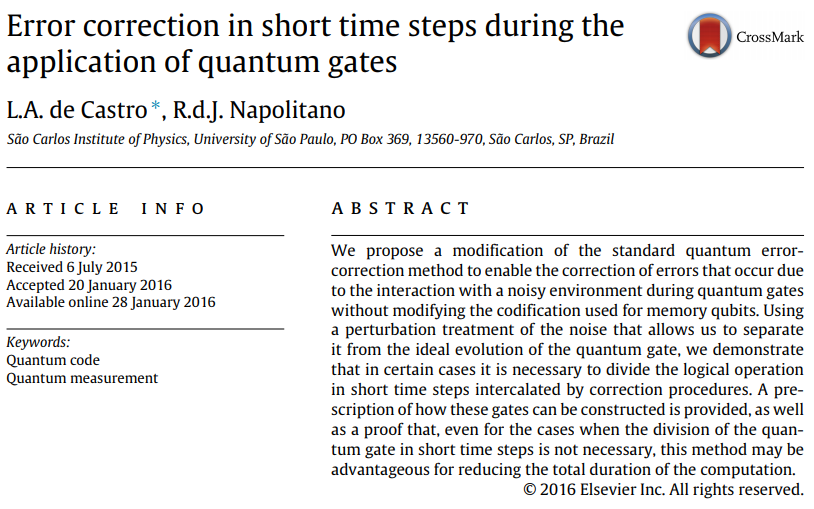 Error correction in short time steps during the
application of quantum gates
CrossMark
L.A. de Castro *, R.d.J. Napolitano
São Carlos Institute of Physics, University of São Paulo, PO Box 369, 13560-970, São Carlos, SP, Brazil
ARTICLE INFO
Article history:
Received 6 July 2015
Accepted 20 January 2016
Available online 28 January 2016
Keywords:
Quantum code
Quantum measurement
ABSTRACT
We propose a modification of the standard quantum error-
correction method to enable the correction of errors that occur due
to the interaction with a noisy environment during quantum gates
without modifying the codification used for memory qubits. Using
a perturbation treatment of the noise that allows us to separate
it from the ideal evolution of the quantum gate, we demonstrate
that in certain cases it is necessary to divide the logical operation
in short time steps intercalated by correction procedures. A pre-
scription of how these gates can be constructed is provided, as well
as a proof that, even for the cases when the division of the quan-
tum gate in short time steps is not necessary, this method may be
advantageous for reducing the total duration of the computation.
© 2016 Elsevier Inc. All rights reserved.